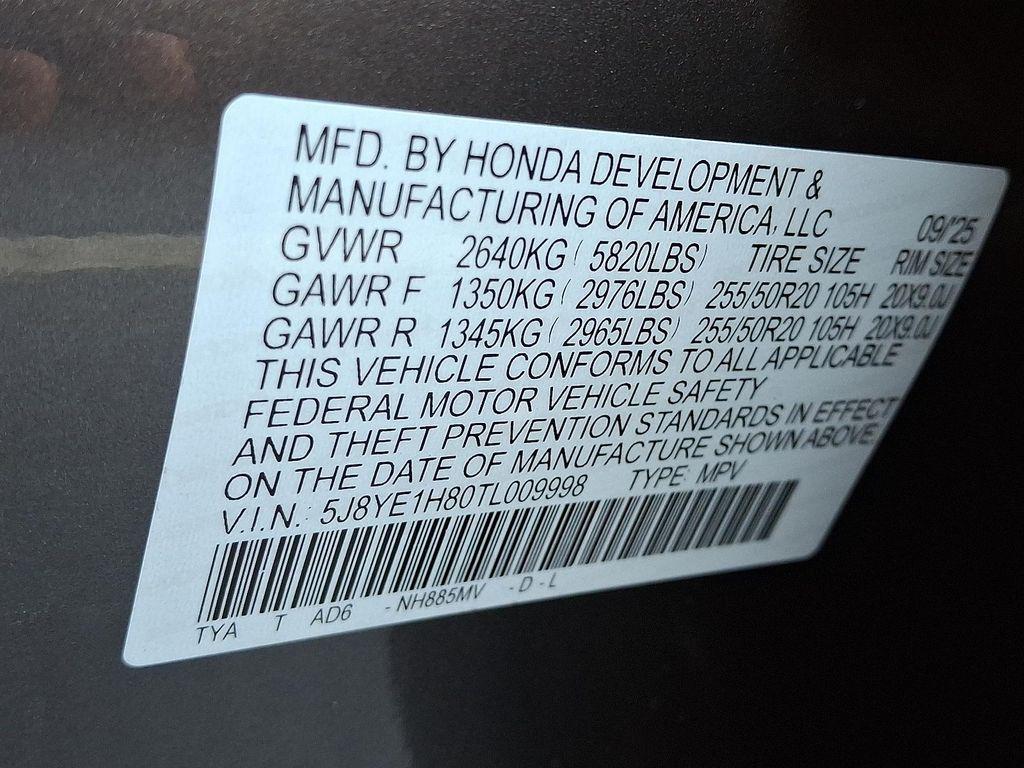 MFD. BY HONDA DEVELOPMENT &
MANUFACTURING OF AMERICA, LLC 09/'25
GVWR 2640KG ( 5820LBS) TIRE SIZE RIM SIZE
GAWR F 1350KG ( 2976LBS) 255/50R20 105H 20X9.0J
GAWR R 1345KG ( 2965LBS) 255/50R20 105H 20X9.0J
THIS VEHICLE CONFORMS TO ALL APPLICABLE
FEDERAL MOTOR VEHICLE SAFETY
AND THEFT PREVENTION STANDARDS IN EFFECT
ON THE DATE OF MANUFACTURE SHOWN ABOVE
V.I.N.: 5J8YE1H80TL009998 TYPE: MPV
TYA T AD6 -NH885MV -D-L